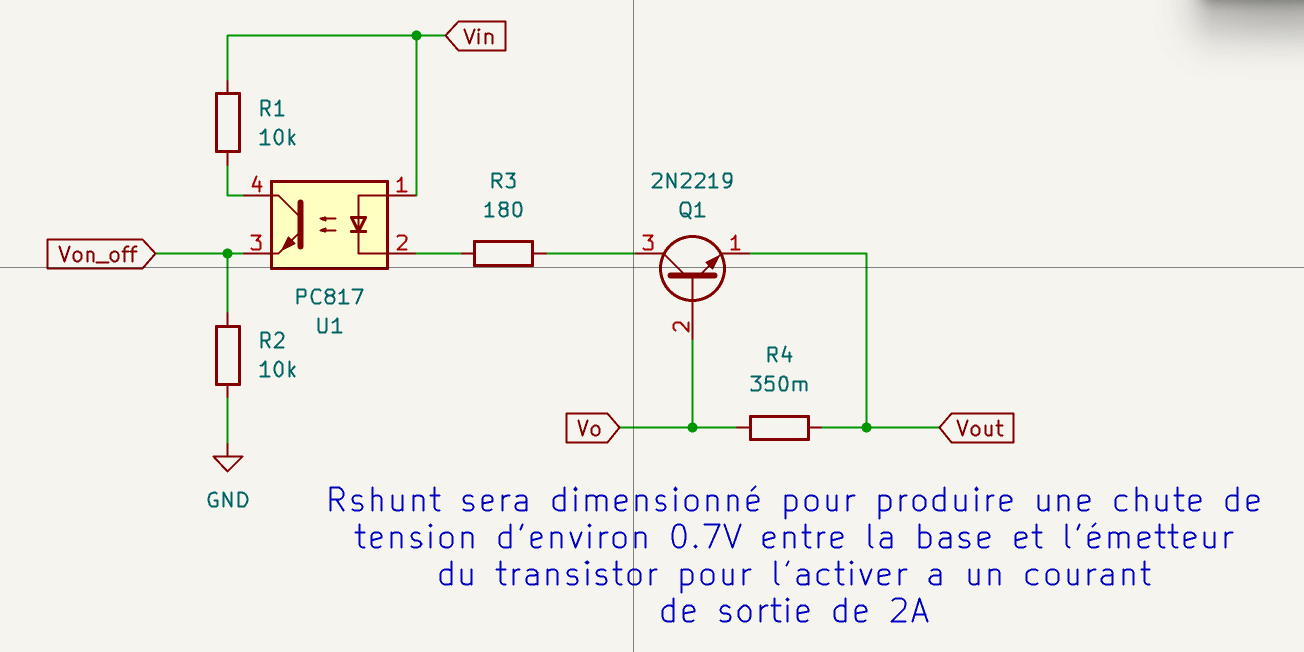 Vin
R1
10k
4
1
R3
180
2N2219
Q1
Von_off
3
2
3
1
PC817
U1
2
R2
10k
R4
350m
Vo
Vout
GND
Rshunt sera dimensionné pour produire une chute de
tension d'environ 0.7V entre la base et l'émetteur
du transistor pour l'activer a un courant
de sortie de 2A